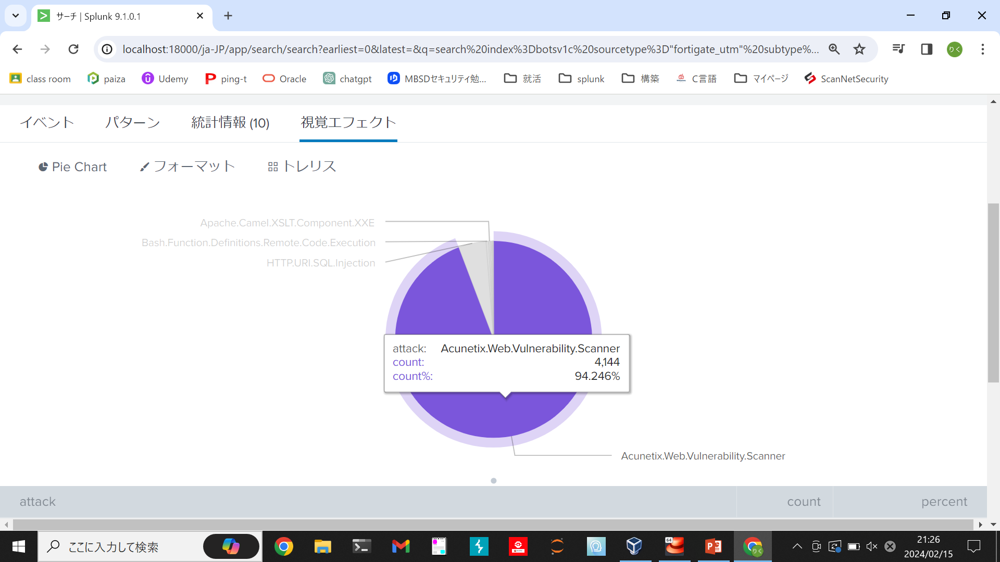 サーチ | Splunk 9.1.0.1
localhost:18000/ja-JP/app/search/search?earliest=0&latest=&q=search%20index%3Dbotsv1c%20sourcetype%3D"fortigate_utm"%20subtype%...
りく
class room
paiza
Udemy
ping-t
Oracle
chatgpt
MBSDセキュリティ勉...
就活
splunk
構築
C言語
マイページ
ScanNetSecurity
イベント
パターン
統計情報 (10)
視覚エフェクト
Pie Chart
フォーマット
トレリス
Apache.Camel.XSLT.Component.XXE
Bash.Function.Definitions.Remote.Code.Execution
HTTP.URI.SQL.Injection
attack: Acunetix.Web.Vulnerability.Scanner
count: 4,144
count%: 94.246%
Acunetix.Web.Vulnerability.Scanner
attack count percent
ここに入力して検索
64
りく
21:26
2024/02/15